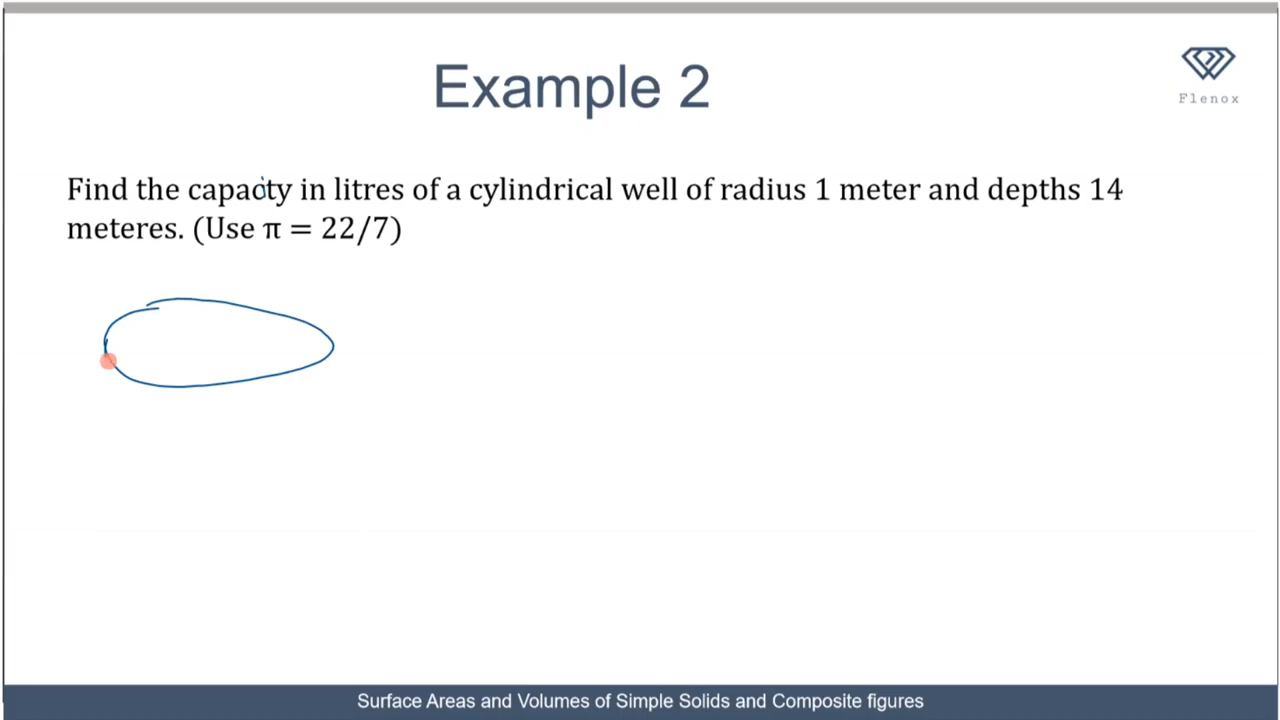 Example 2
Flenox
Find the capacty in litres of a cylindrical well of radius 1 meter and depths 14
meteres. (Use π = 22/7)
Surface Areas and Volumes of Simple Solids and Composite figures